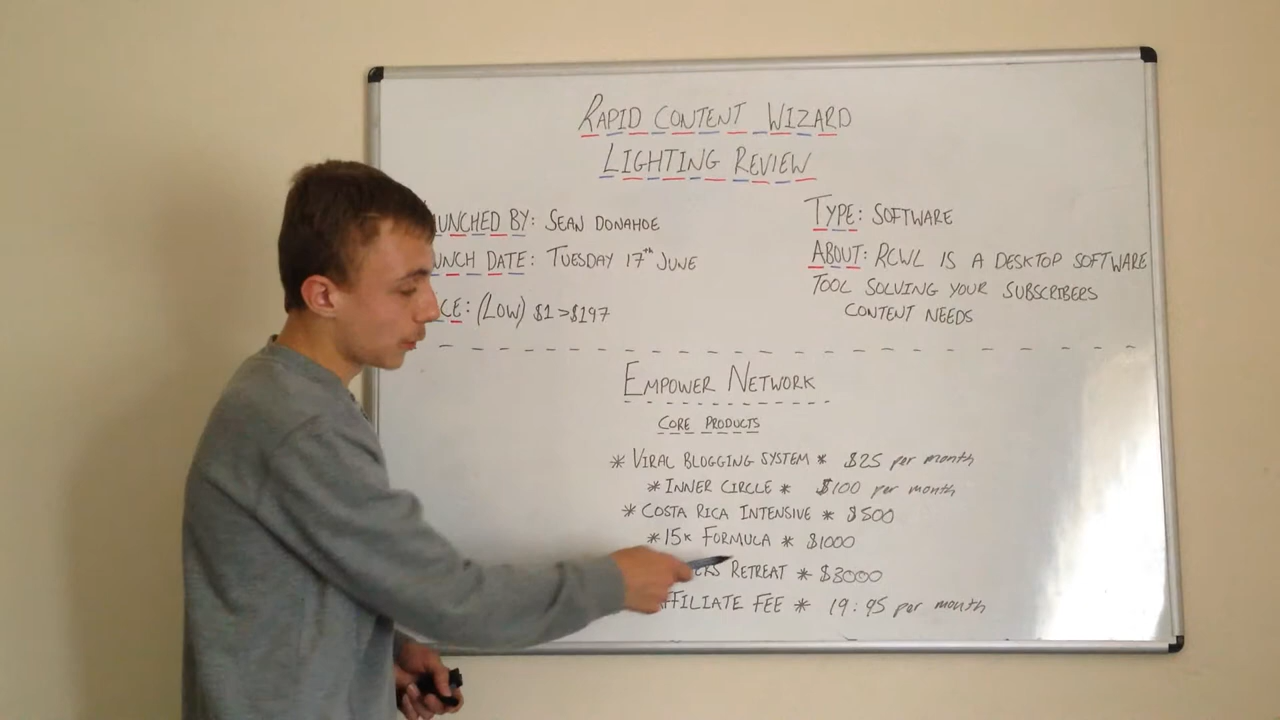 RAPID CONTENT WIZARD
LIGHTING REVIEW
UNCHED BY: SEAN DONAHOE
UNCH DATE: TUESDAY 17th JUNE
CE: (LOW) $1 > $197
TYPE: SOFTWARE
ABOUT: RCWL IS A DESKTOP SOFTWARE
TOOL SOLVING YOUR SUBSCRIBERS
CONTENT NEEDS
EMPOWER NETWORK
CORE PRODUCTS
* VIRAL BLOGGING SYSTEM * $25 per month
* INNER CIRCLE * $100 per month
* COSTA RICA INTENSIVE * $500
* 15K FORMULA * $1000
RETREAT * $3000
FFILIATE FEE * 19:95 per month